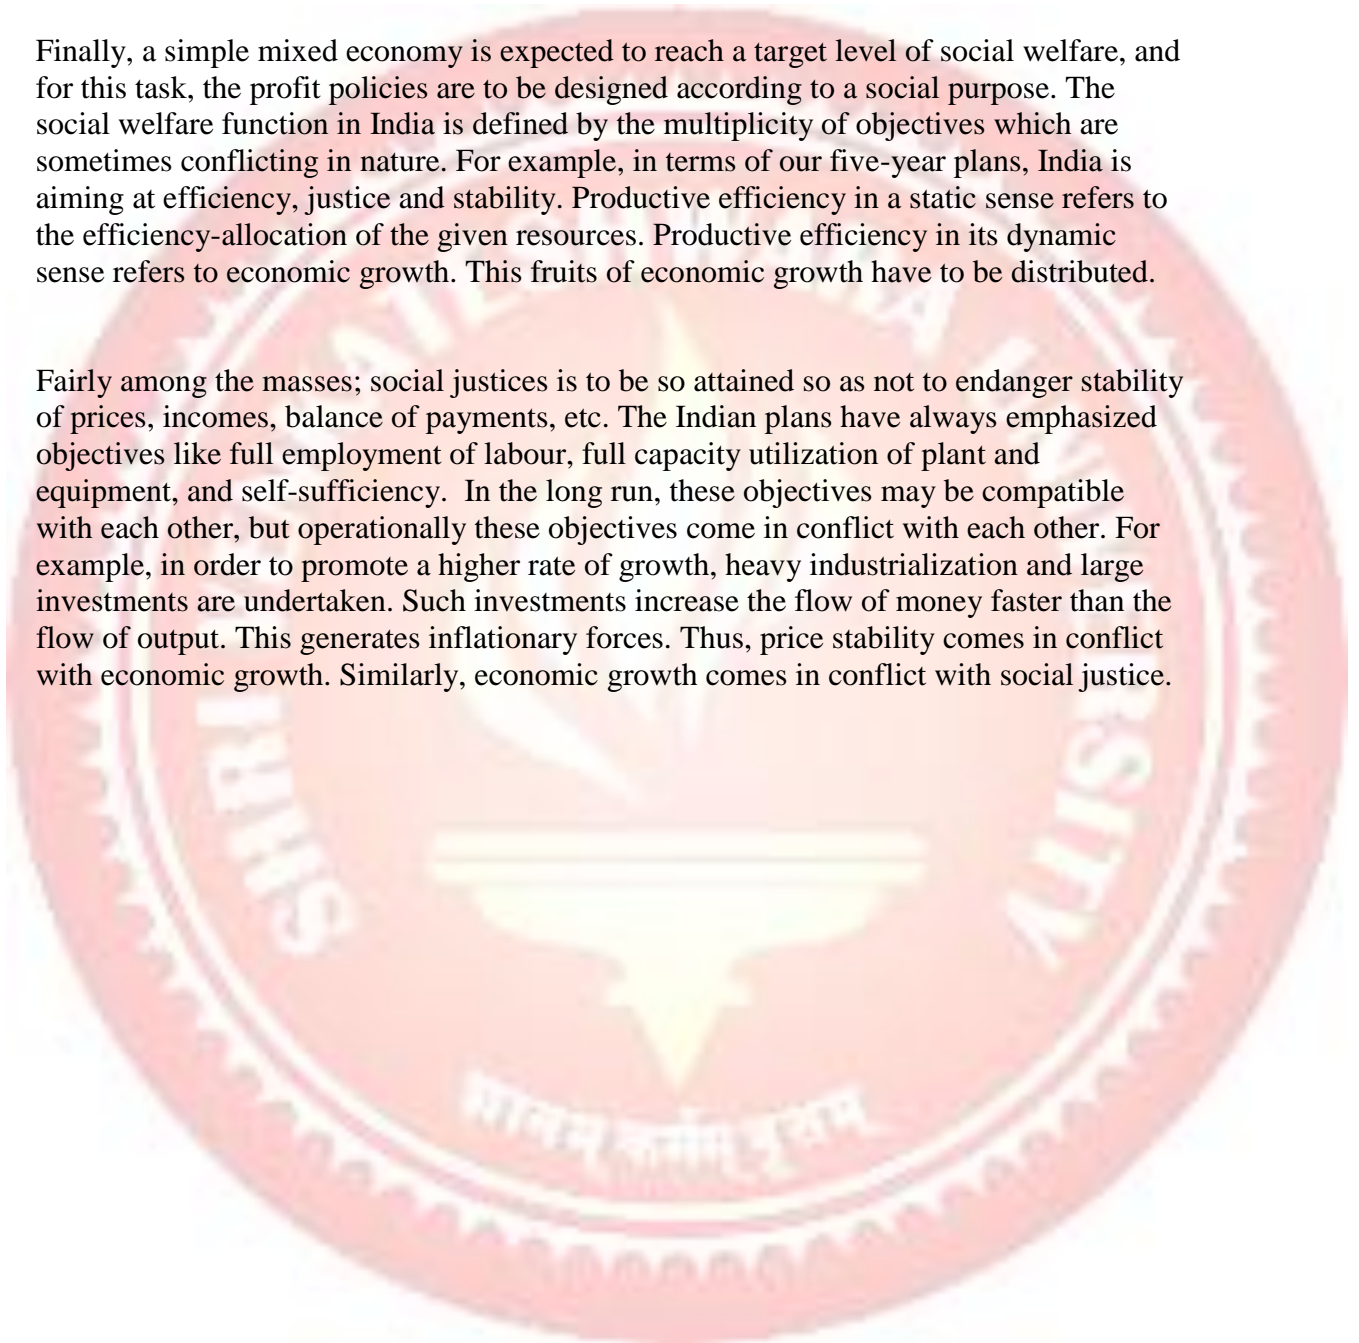 Finally, a simple mixed economy is expected to reach a target level of social welfare, and
for this task, the profit policies are to be designed according to a social purpose. The
social welfare function in India is defined by the multiplicity of objectives which are
sometimes conflicting in nature. For example, in terms of our five-year plans, India is
aiming at efficiency, justice and stability. Productive efficiency in a static sense refers to
the efficiency-allocation of the given resources. Productive efficiency in its dynamic
sense refers to economic growth. This fruits of economic growth have to be distributed.
Fairly among the masses; social justices is to be so attained so as not to endanger stability
of prices, incomes, balance of payments, etc. The Indian plans have always emphasized
objectives like full employment of labour, full capacity utilization of plant and
equipment, and self-sufficiency.  In the long run, these objectives may be compatible
with each other, but operationally these objectives come in conflict with each other. For
example, in order to promote a higher rate of growth, heavy industrialization and large
investments are undertaken. Such investments increase the flow of money faster than the
flow of output. This generates inflationary forces. Thus, price stability comes in conflict
with economic growth. Similarly, economic growth comes in conflict with social justice.
SHRI VENKATESHWARA UNIVERSITY